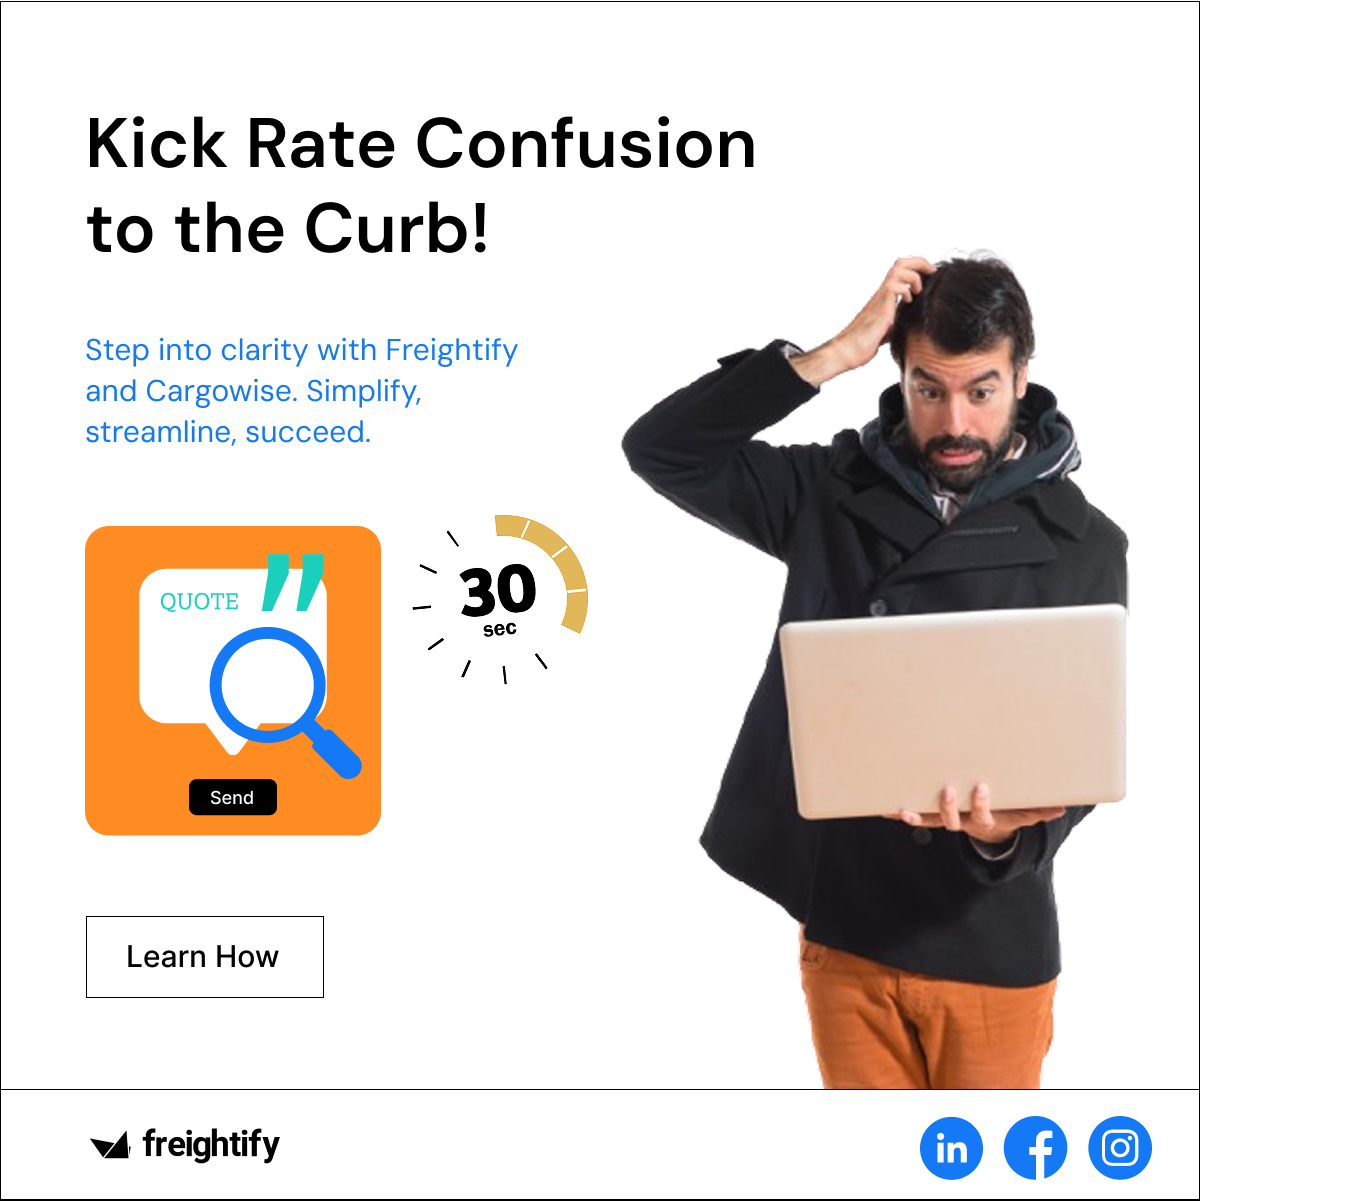 Kick Rate Confusion
to the Curb!
Step into clarity with Freightify
and Cargowise. Simplify,
streamline, succeed.
QUOTE
30
sec
Send
Learn How
freightify
in